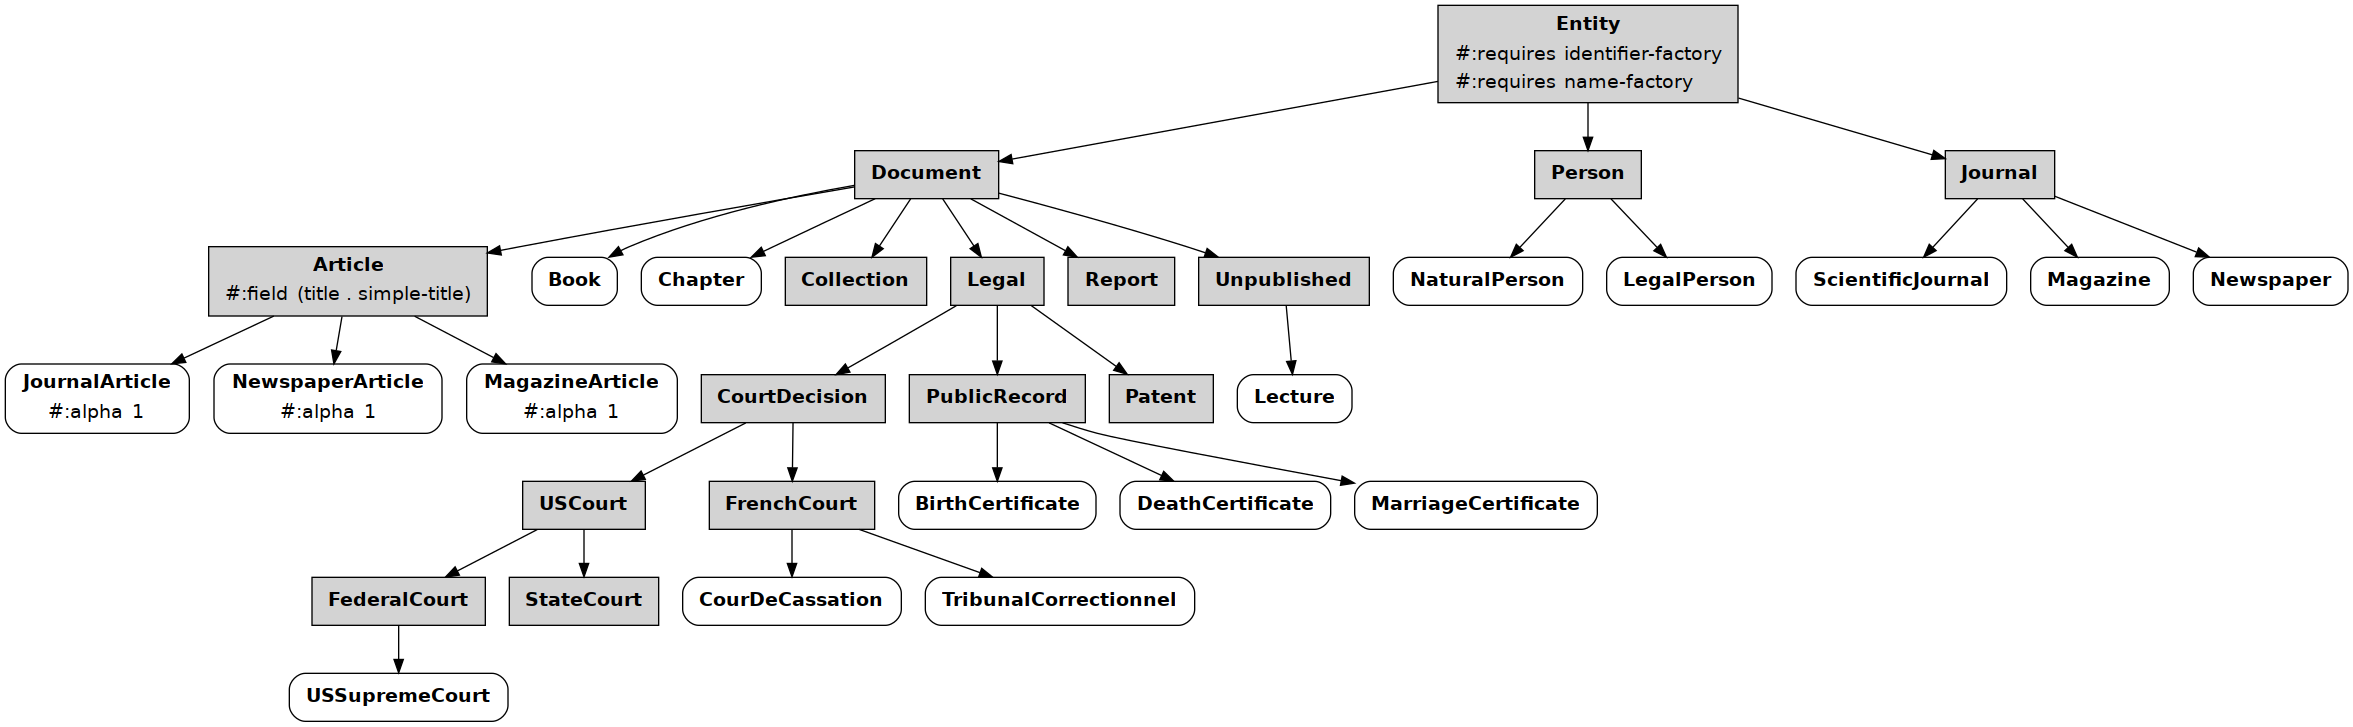 Entity
#:requires identifier-factory
#:requires name-factory
Document
Person
Journal
Article
#:field (title . simple-title)
Book
Chapter
Collection
Legal
Report
Unpublished
NaturalPerson
LegalPerson
ScientificJournal
Magazine
Newspaper
JournalArticle
#:alpha 1
NewspaperArticle
#:alpha 1
MagazineArticle
#:alpha 1
CourtDecision
PublicRecord
Patent
Lecture
USCourt
FrenchCourt
BirthCertificate
DeathCertificate
MarriageCertificate
FederalCourt
StateCourt
CourDeCassation
TribunalCorrectionnel
USSupremeCourt